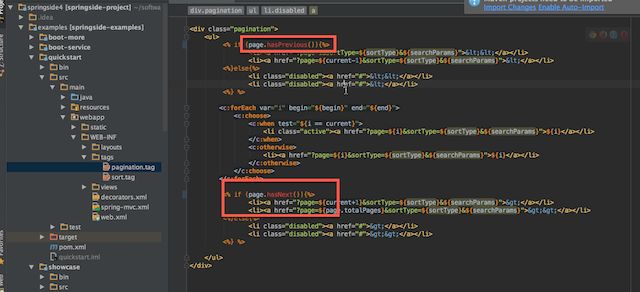 springside4 [springside-project] (~/softwa
.idea
examples [springside-examples]
boot-more
boot-service
quickstart
bin
src
main
java
resources
webapp
static
WEB-INF
layouts
tags
pagination.tag
sort.tag
views
decorators.xml
spring-mvc.xml
web.xml
test
target
pom.xml
quickstart.iml
showcase
bin
src
Z: Structure
Favorites
div.pagination ul li.disabled a
Import Changes Enable Auto-Import
<div class="pagination">
<ul>
<% if (page.hasPrevious()){%>
sortType=${sortType}&${searchParams}">&lt;&lt;</a></li>
<li><a href="?page=${current-1}&sortType=${sortType}&${searchParams}">&lt;</a></li>
<%}else{%>
<li class="disabled"><a href="#">&lt;&lt;</a></li>
<li class="disabled"><a href="#">&lt;</a></li>
<%} %>
<c:forEach var="i" begin="${begin}" end="${end}">
<c:choose>
<c:when test="${i == current}">
<li class="active"><a href="?page=${i}&sortType=${sortType}&${searchParams}">${i}</a></li>
</c:when>
<c:otherwise>
<li><a href="?page=${i}&sortType=${sortType}&${searchParams}">${i}</a></li>
</c:otherwise>
</c:choose>
</c:forEach>
<% if (page.hasNext()){%>
<li><a href="?page=${current+1}&sortType=${sortType}&${searchParams}">&gt;</a></li>
<li><a href="?page=${page.totalPages}&sortType=${sortType}&${searchParams}">&gt;&gt;</a></li>
<%}else{%>
<li class="disabled"><a href="#">&gt;</a></li>
<li class="disabled"><a href="#">&gt;&gt;</a></li>
<%} %>
</ul>
</div>